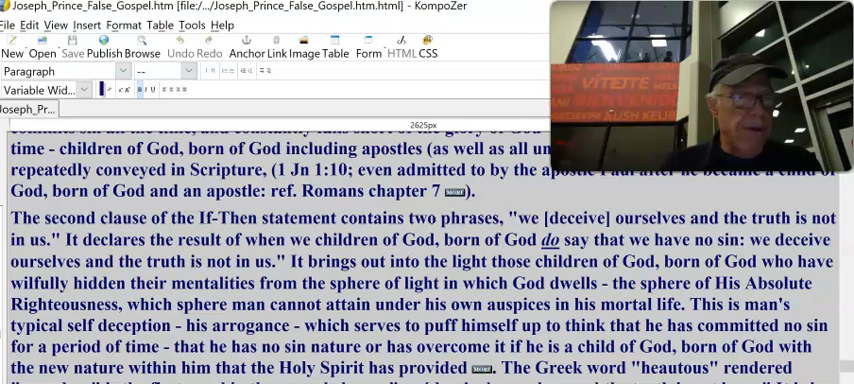 Joseph_Prince_False_Gospel.htm [file:/.../Joseph_Prince_False_Gospel.htm.html] - KompoZer
File Edit View Insert Format Table Tools Help
New Open Save Publish Browse Undo Redo Anchor Link Image Table Form HTML CSS
Paragraph --
Variable Wid...
B I U
Joseph_Pr...
2625px
time - children of God, born of God including apostles (as well as all
repeatedly conveyed in Scripture, (1 Jn 1:10; even admitted to by the apostle Paul after he became a child of
God, born of God and an apostle: ref. Romans chapter 7 MORE).
The second clause of the If-Then statement contains two phrases, "we [deceive] ourselves and the truth is not
in us." It declares the result of when we children of God, born of God do say that we have no sin: we deceive
ourselves and the truth is not in us." It brings out into the light those children of God, born of God who have
wilfully hidden their mentalities from the sphere of light in which God dwells - the sphere of His Absolute
Righteousness, which sphere man cannot attain under his own auspices in his mortal life. This is man's
typical self deception - his arrogance - which serves to puff himself up to think that he has committed no sin
for a period of time - that he has no sin nature or has overcome it if he is a child of God, born of God with
the new nature within him that the Holy Spirit has provided MORE. The Greek word "heautous" rendered